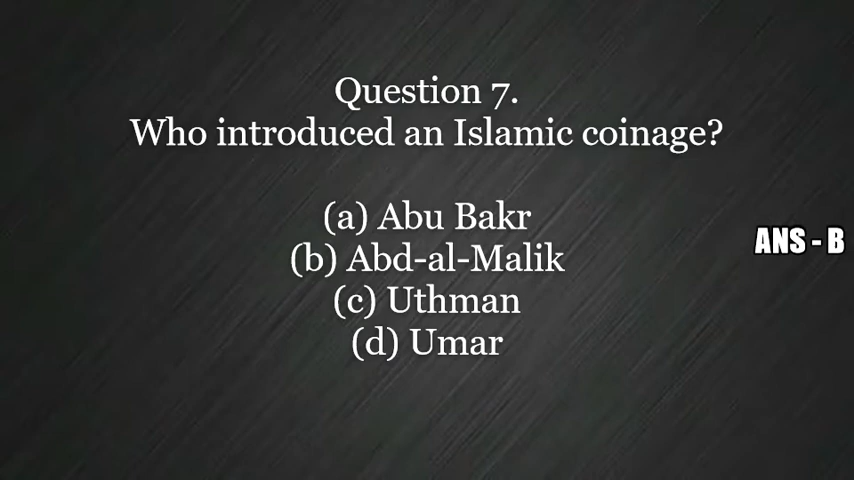 Question 7.
Who introduced an Islamic coinage?
(a) Abu Bakr
(b) Abd-al-Malik
(c) Uthman
(d) Umar
ANS - B